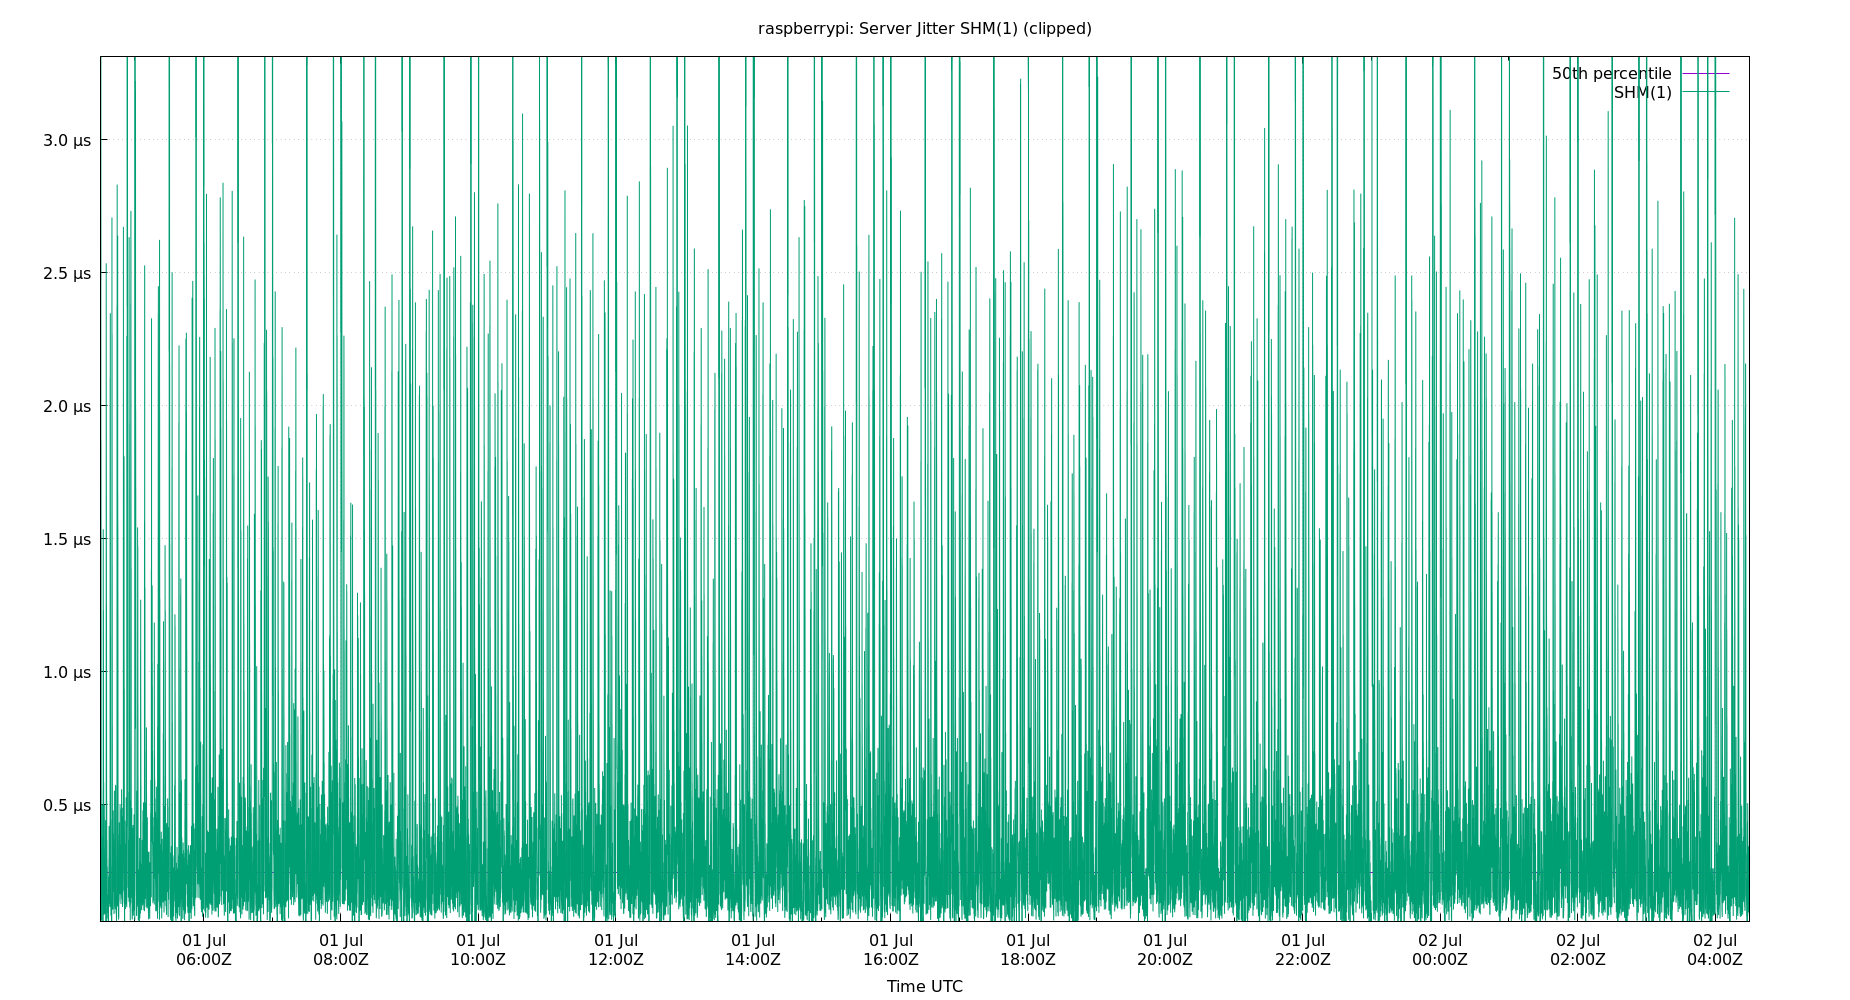 raspberrypi: Server Jitter SHM(1) (clipped)
50th percentile
SHM(1)
3.0 µs
2.5 µs
2.0 µs
1.5 µs
1.0 µs
0.5 µs
01 Jul 01 Jul 01 Jul 01 Jul 01 Jul 01 Jul 01 Jul 01 Jul 01 Jul 02 Jul 02 Jul 02 Jul
06:00Z 08:00Z 10:00Z 12:00Z 14:00Z 16:00Z 18:00Z 20:00Z 22:00Z 00:00Z 02:00Z 04:00Z
Time UTC